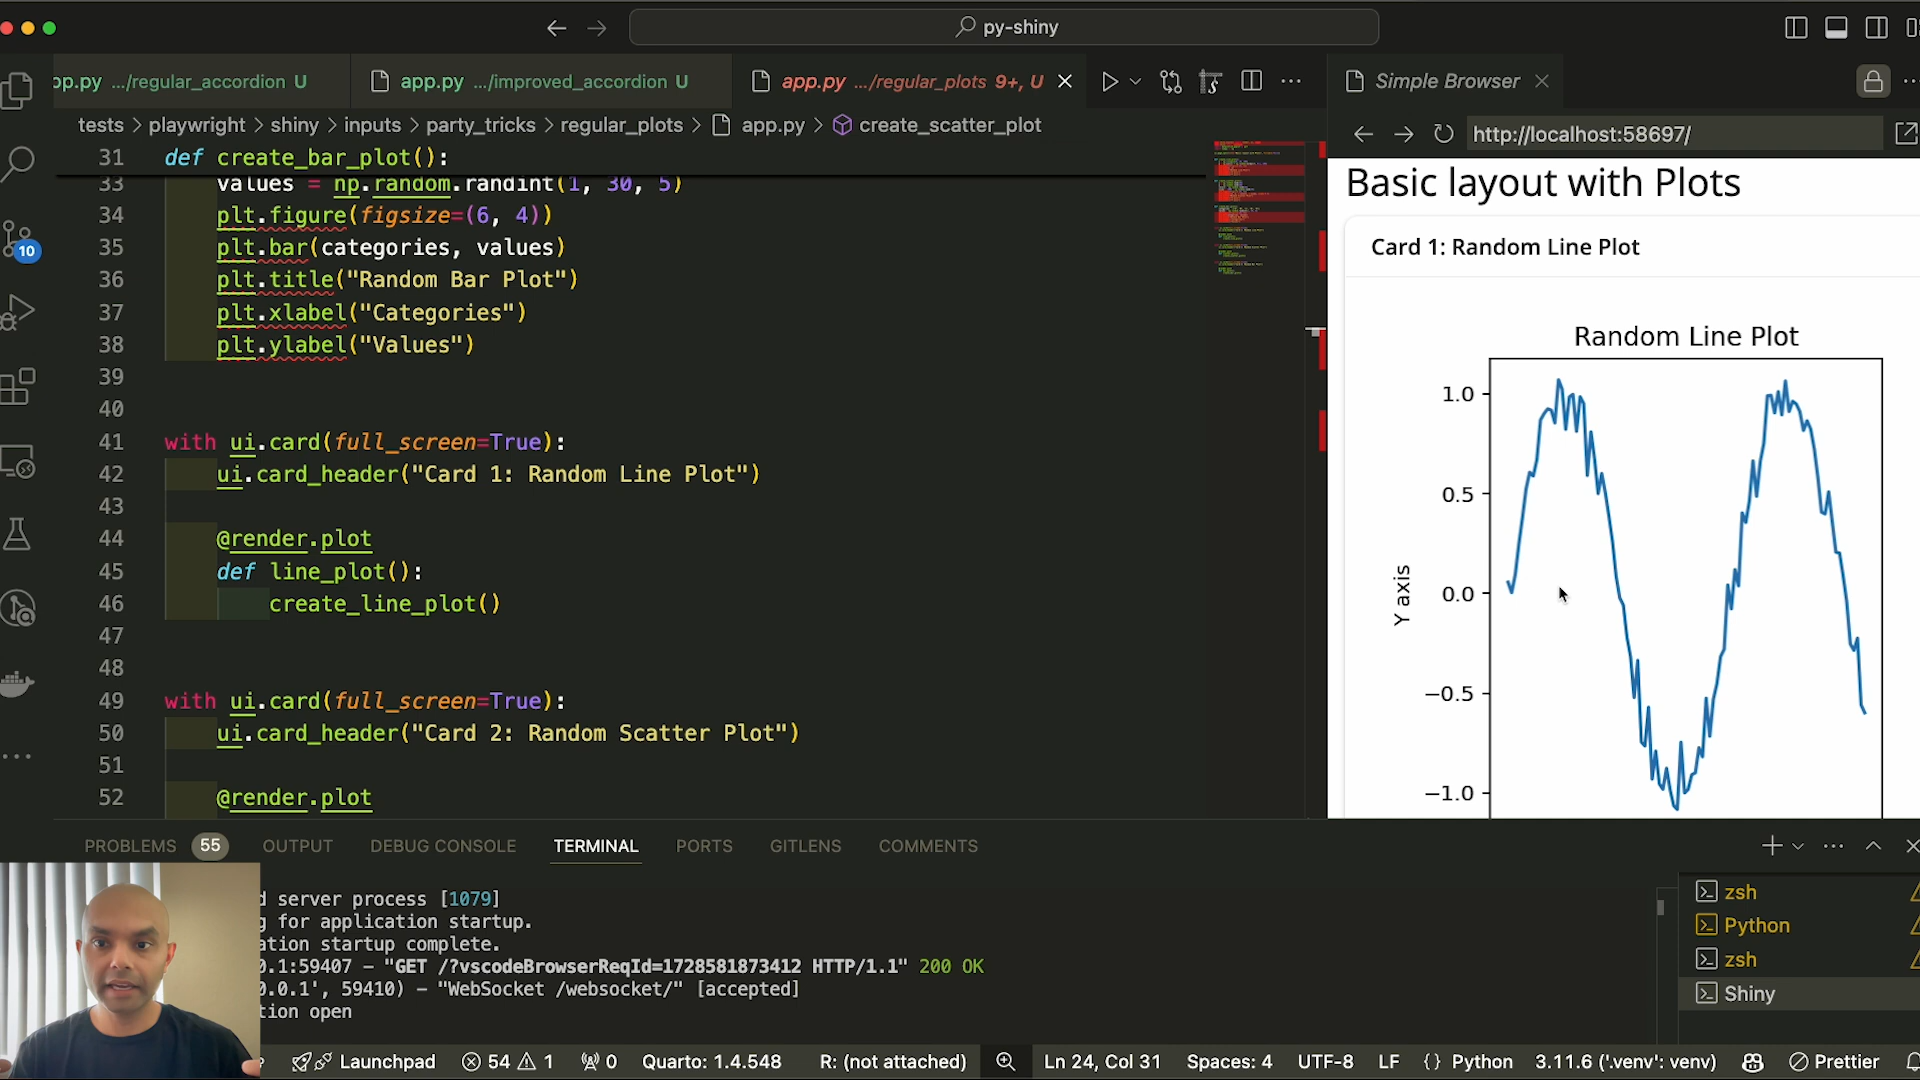 py-shiny
.../regular_accordion U
app.py .../improved_accordion U
app.py .../regular_plots 9+, U
Simple Browser
tests > playwright > shiny > inputs > party_tricks > regular_plots > app.py > create_scatter_plot
http://localhost:58697/
31 def create_bar_plot():
33 values = np.random.randint(1, 30, 5)
34 plt.figure(figsize=(6, 4))
35 plt.bar(categories, values)
36 plt.title("Random Bar Plot")
37 plt.xlabel("Categories")
38 plt.ylabel("Values")
39
40
41 with ui.card(full_screen=True):
42 ui.card_header("Card 1: Random Line Plot")
43
44 @render.plot
45 def line_plot():
46 create_line_plot()
47
48
49 with ui.card(full_screen=True):
50 ui.card_header("Card 2: Random Scatter Plot")
51
52 @render.plot
Basic layout with Plots
Card 1: Random Line Plot
Random Line Plot
1.0
0.5
0.0
−0.5
−1.0
Y axis
10
PROBLEMS 55 OUTPUT DEBUG CONSOLE TERMINAL PORTS GITLENS COMMENTS
d server process [1079]
g for application startup.
ation startup complete.
0.1:59407 – "GET /?vscodeBrowserReqId=1728581873412 HTTP/1.1" 200 OK
.0.1', 59410) – "WebSocket /websocket/" [accepted]
tion open
zsh
Python
zsh
Shiny
Launchpad 54 1 0 Quarto: 1.4.548 R: (not attached) Ln 24, Col 31 Spaces: 4 UTF-8 LF {} Python 3.11.6 ('.venv': venv) Prettier